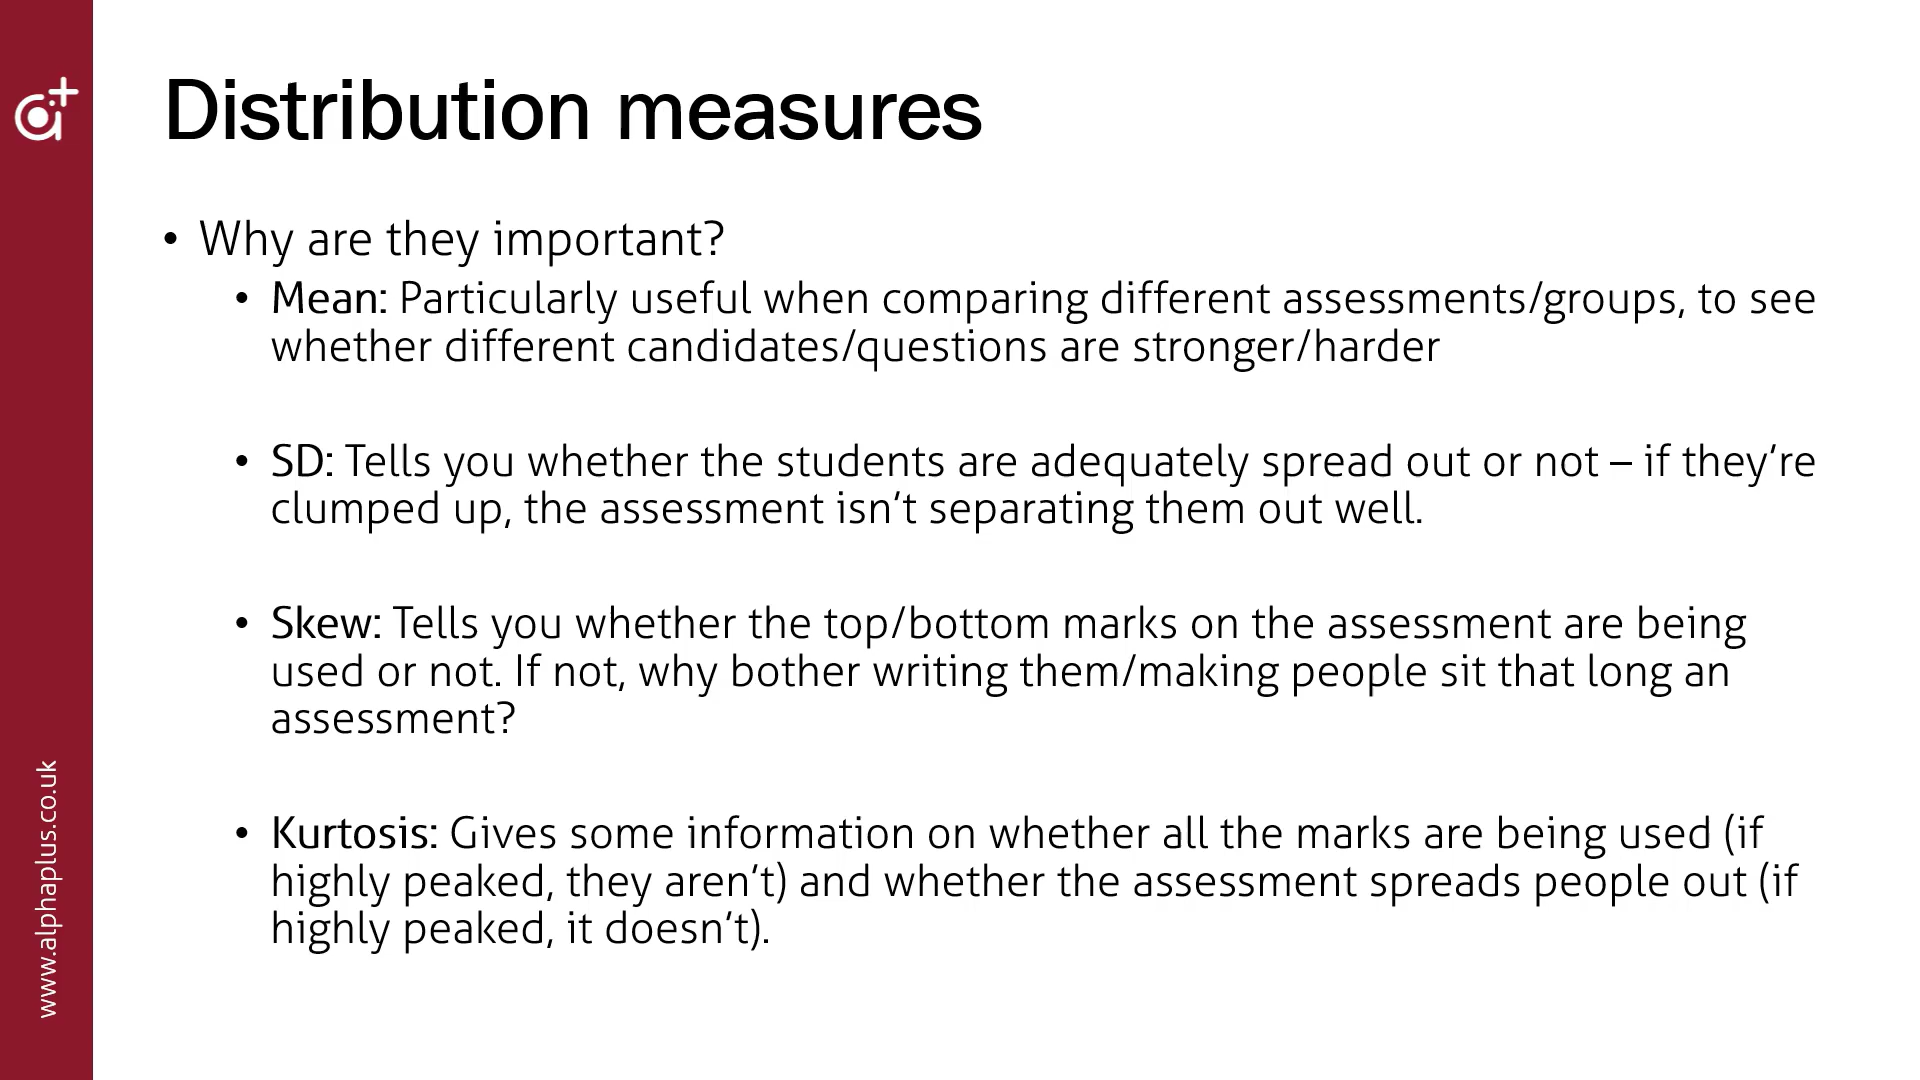 Distribution measures
• Why are they important?
• Mean: Particularly useful when comparing different assessments/groups, to see
whether different candidates/questions are stronger/harder
• SD: Tells you whether the students are adequately spread out or not – if they’re
clumped up, the assessment isn’t separating them out well.
• Skew: Tells you whether the top/bottom marks on the assessment are being
used or not. If not, why bother writing them/making people sit that long an
assessment?
• Kurtosis: Gives some information on whether all the marks are being used (if
highly peaked, they aren’t) and whether the assessment spreads people out (if
highly peaked, it doesn’t).
www.alphaplus.co.uk